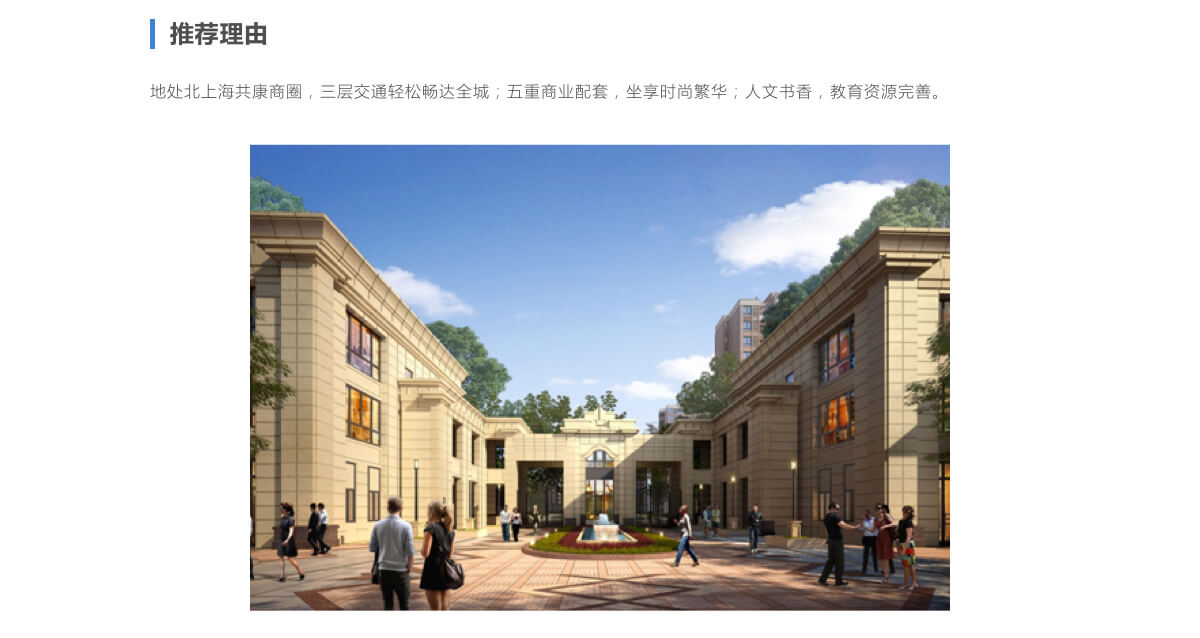 推荐理由
地处北上海共康商圈，三层交通轻松畅达全城；五重商业配套，坐享时尚繁华；人文书香，教育资源完善。